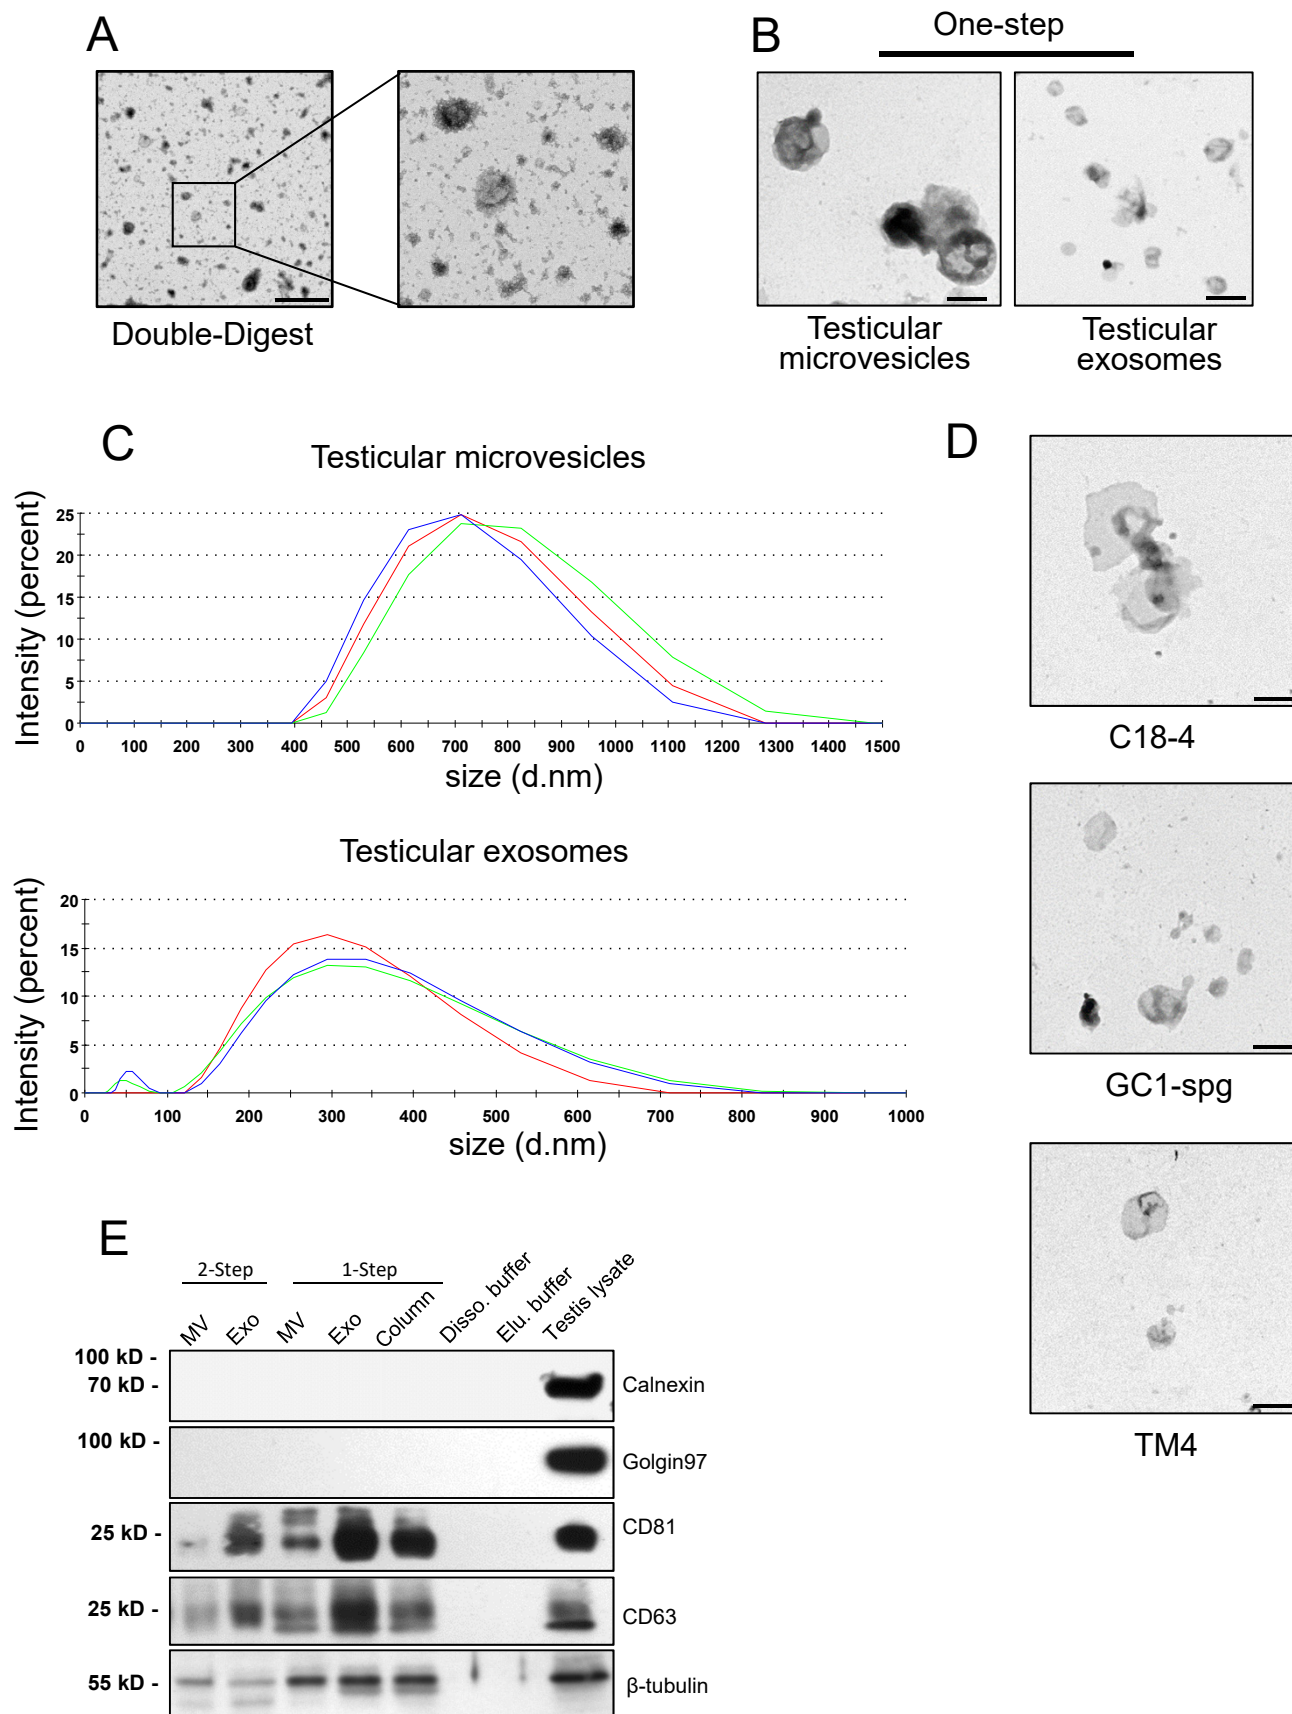 A
Double-Digest
B
One-step
Testicular
microvesicles
Testicular
exosomes
C
Testicular microvesicles
Intensity (percent)
25
20
15
10
5
0
0 100 200 300 400 600 700 800 900 1000 1100 1300 1400 1500
size (d.nm)
Testicular exosomes
Intensity (percent)
20
15
10
5
0
0 100 200 300 400 500 600 700 800 900 1000
size (d.nm)
D
C18-4
GC1-spg
TM4
E
2-Step 1-Step
MV Exo MV Exo Column Disso. buffer Elu. buffer Testis lysate
100 kD -
70 kD -
Calnexin
100 kD -
Golgin97
25 kD -
CD81
25 kD -
CD63
55 kD -
β-tubulin